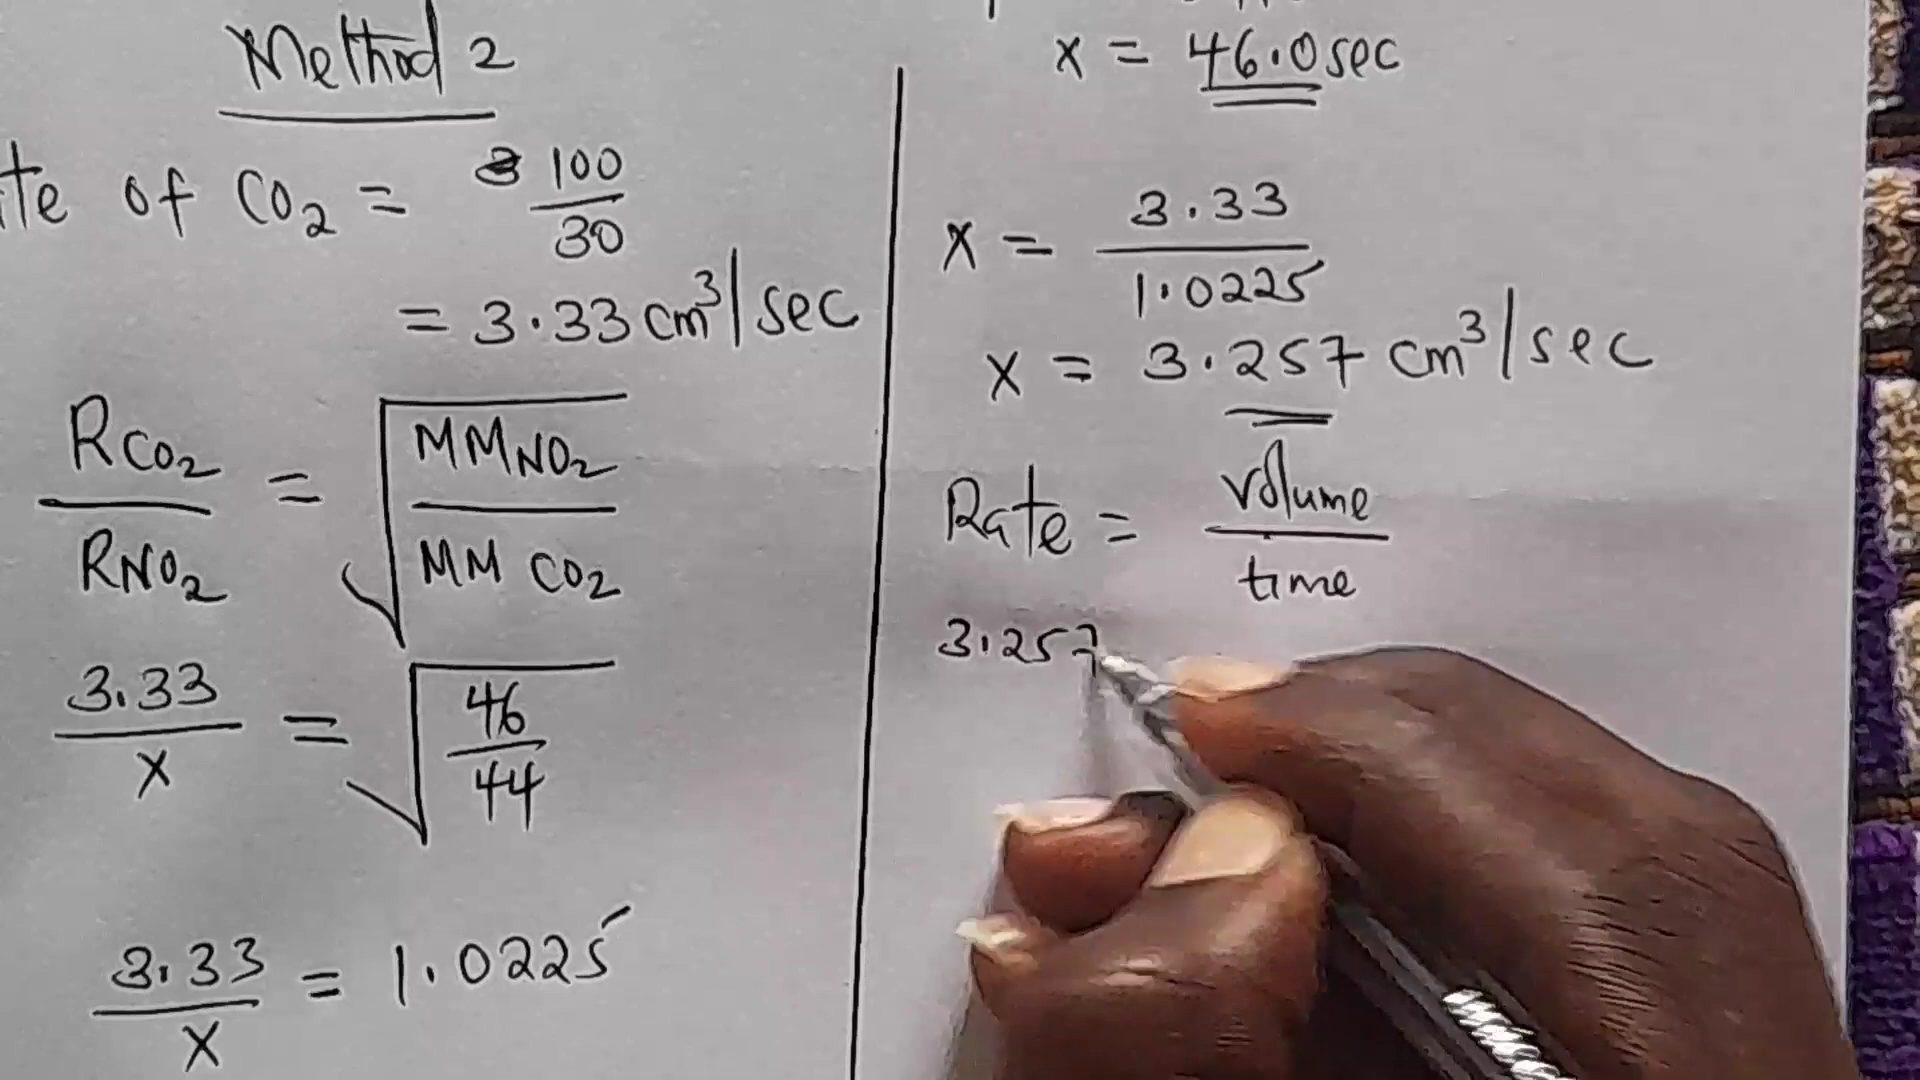 Method 2
te of CO2 = 100/30
= 3.33 cm³/sec
RCO2/RNO2 = √(MMNO2/MM CO2)
3.33/x = √(46/44)
3.33/x = 1.0225
x = 46.0sec
x = 3.33/1.0225
x = 3.257 cm³/sec
Rate = volume/time
3.257